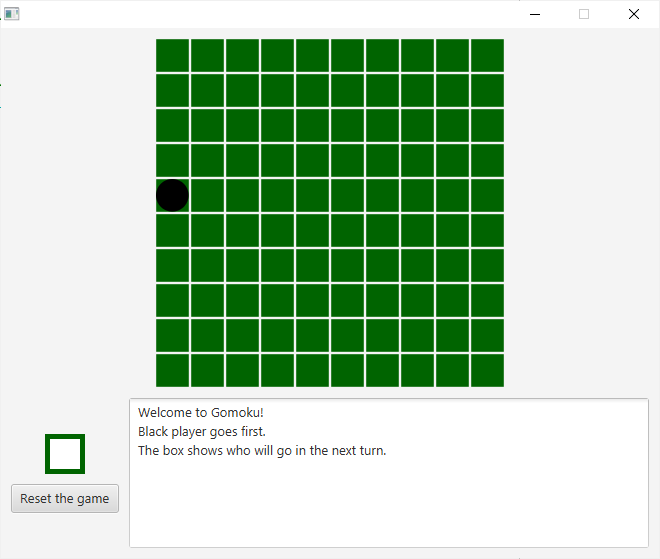 Welcome to Gomoku!
Black player goes first.
The box shows who will go in the next turn.
Reset the game